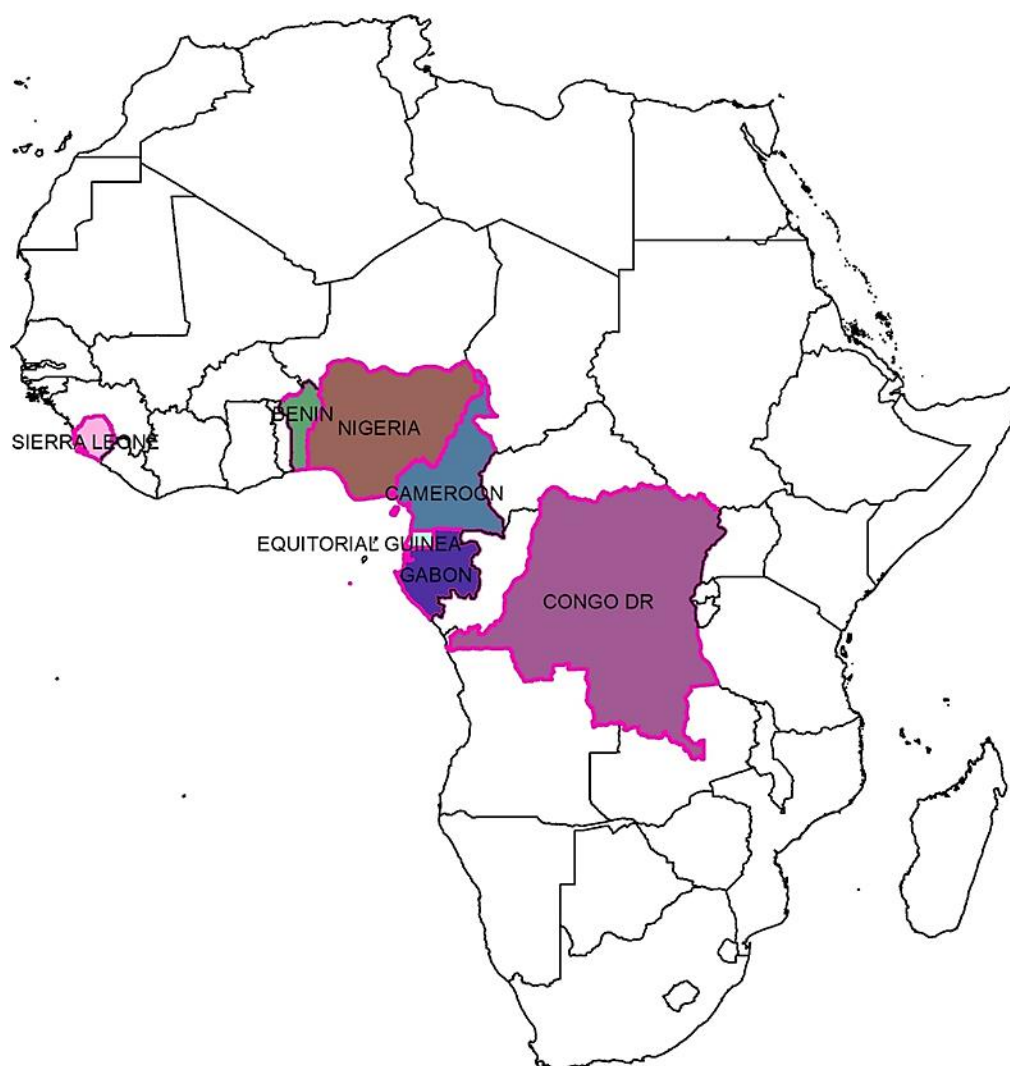 BENIN
NIGERIA
SIERRA LEONE
CAMEROON
EQUITORIAL GUINEA
GABON
CONGO DR